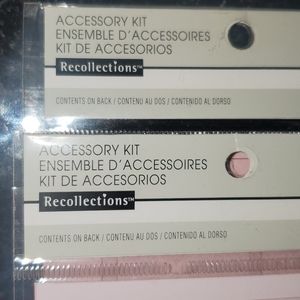 ACCESSORY KIT
ENSEMBLE D'ACCESSOIRES
KIT DE ACCESORIOS
Recollections™
CONTENTS ON BACK / CONTENU AU DOS / CONTENIDO AL DORSO
ACCESSORY KIT
ENSEMBLE D'ACCESSOIRES
KIT DE ACCESORIOS
Recollections™
CONTENTS ON BACK / CONTENU AU DOS / CONTENIDO AL DORSO